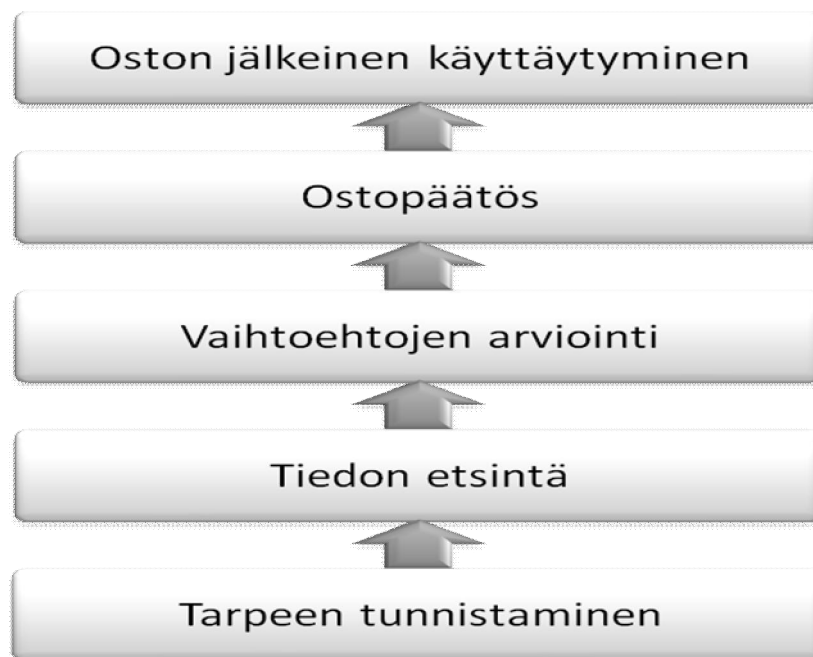 Oston jälkeinen käyttäytyminen
Ostopäätös
Vaihtoehtojen arviointi
Tiedon etsintä
Tarpeen tunnistaminen